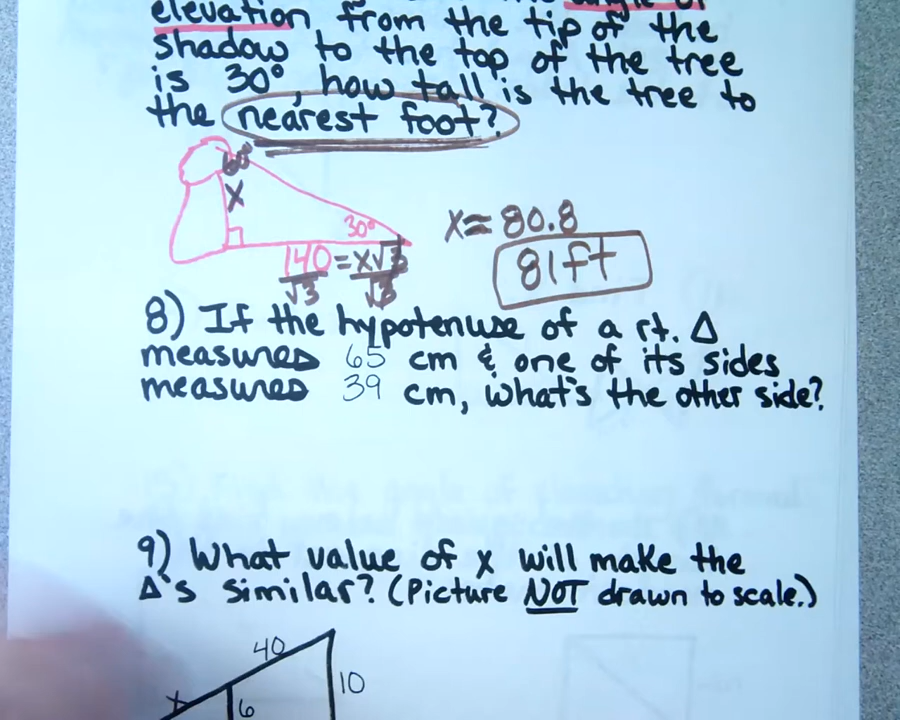 elevation, from the tip of the
shadow to the top of the tree
is 30°, how tall is the tree to
the nearest foot?
60°
X
30°
140 = x√3
√3 √3
x≈80.8
81ft
8) If the hypotenuse of a rt. Δ
measures 65 cm & one of its sides
measures 39 cm, what's the other side?
9) What value of x will make the
Δ's similar? (Picture NOT drawn to scale.)
40
10
x
6